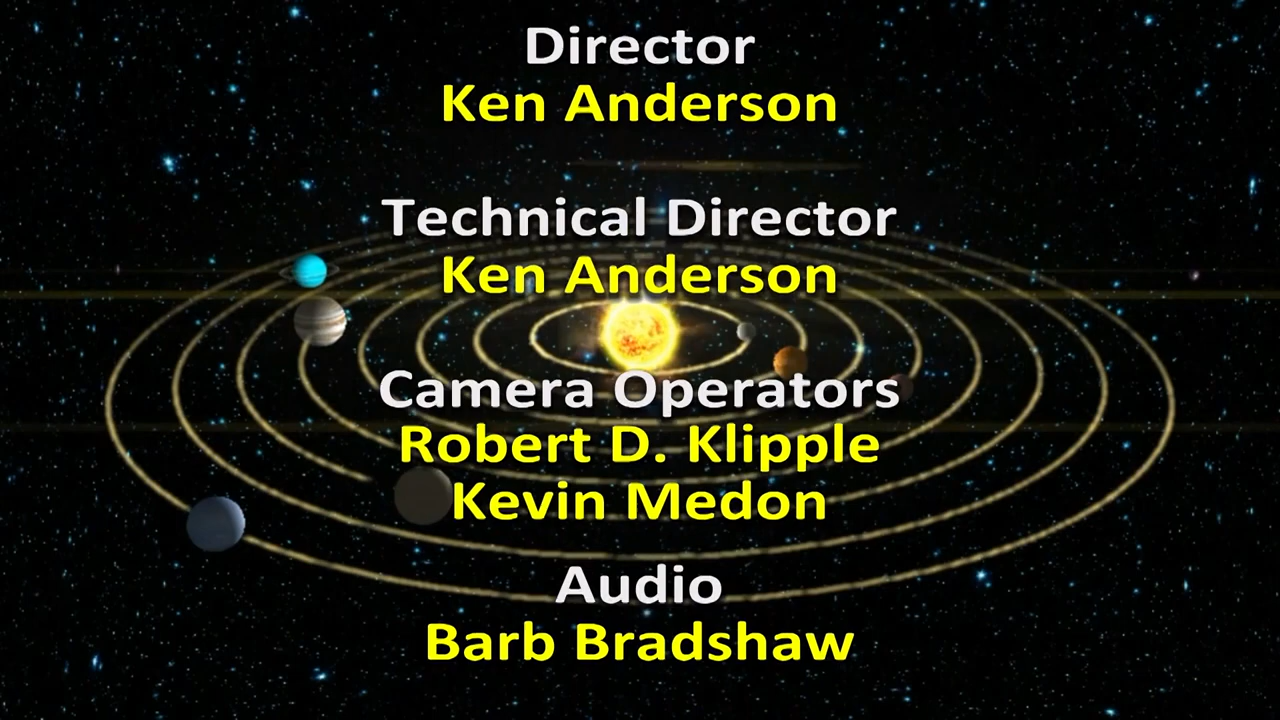 Director
Ken Anderson
Technical Director
Ken Anderson
Camera Operators
Robert D. Klipple
Kevin Medon
Audio
Barb Bradshaw